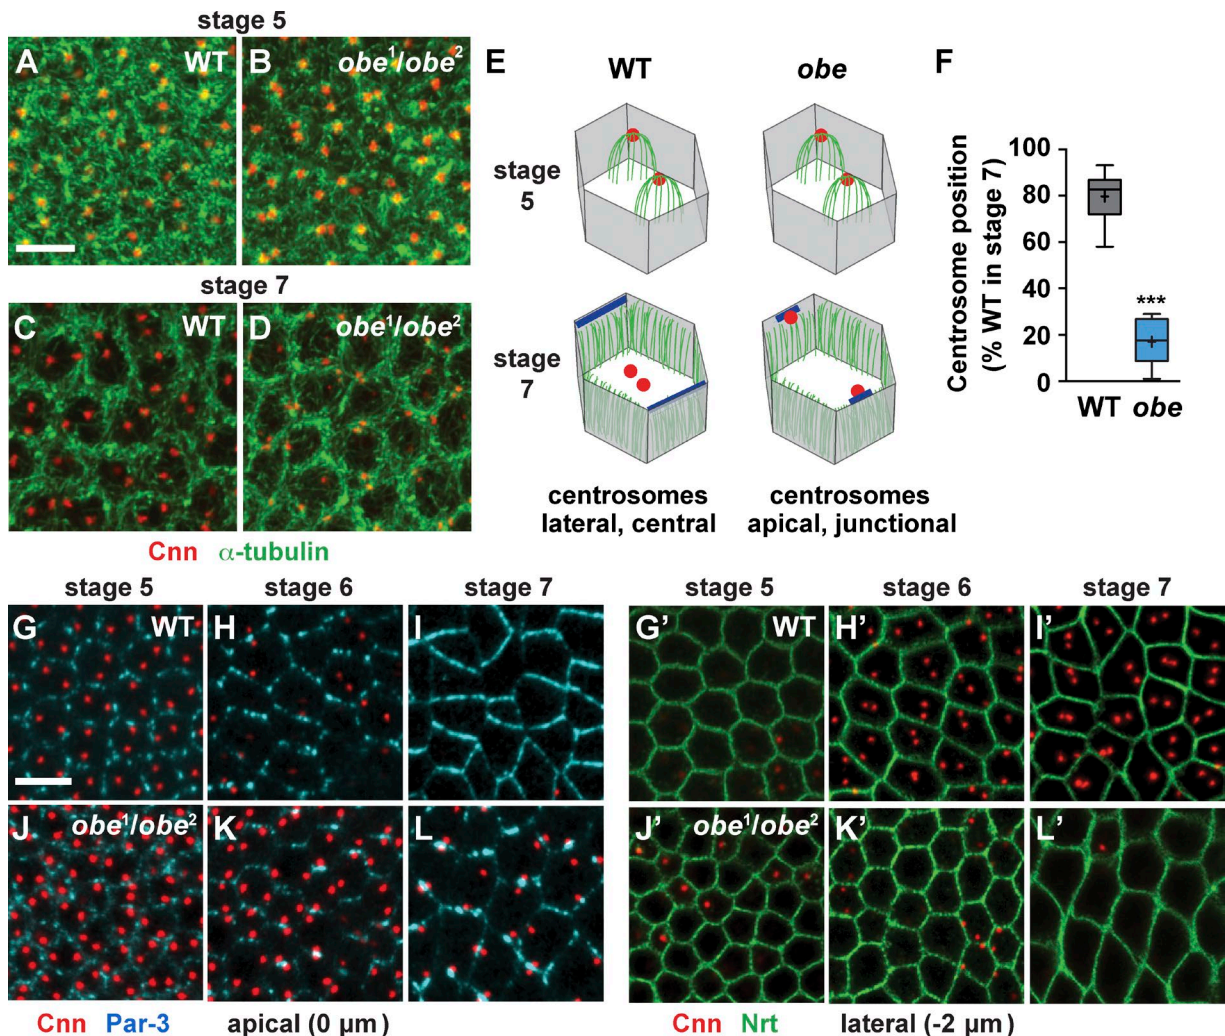 stage 5
A WT
B obe1/obe2
stage 7
C WT
D obe1/obe2
Cnn α-tubulin
E WT obe
stage
5
stage
7
centrosomes
lateral, central
centrosomes
apical, junctional
F
Centrosome position
(% WT in stage 7)
100
80
60
40
20
0
***
WT obe
stage 5 stage 6 stage 7
G WT H I
J obe1/obe2 K L
Cnn Par-3 apical (0 µm)
stage 5 stage 6 stage 7
G’ WT H’ I’
J’ obe1/obe2 K’ L’
Cnn Nrt lateral (-2 µm)